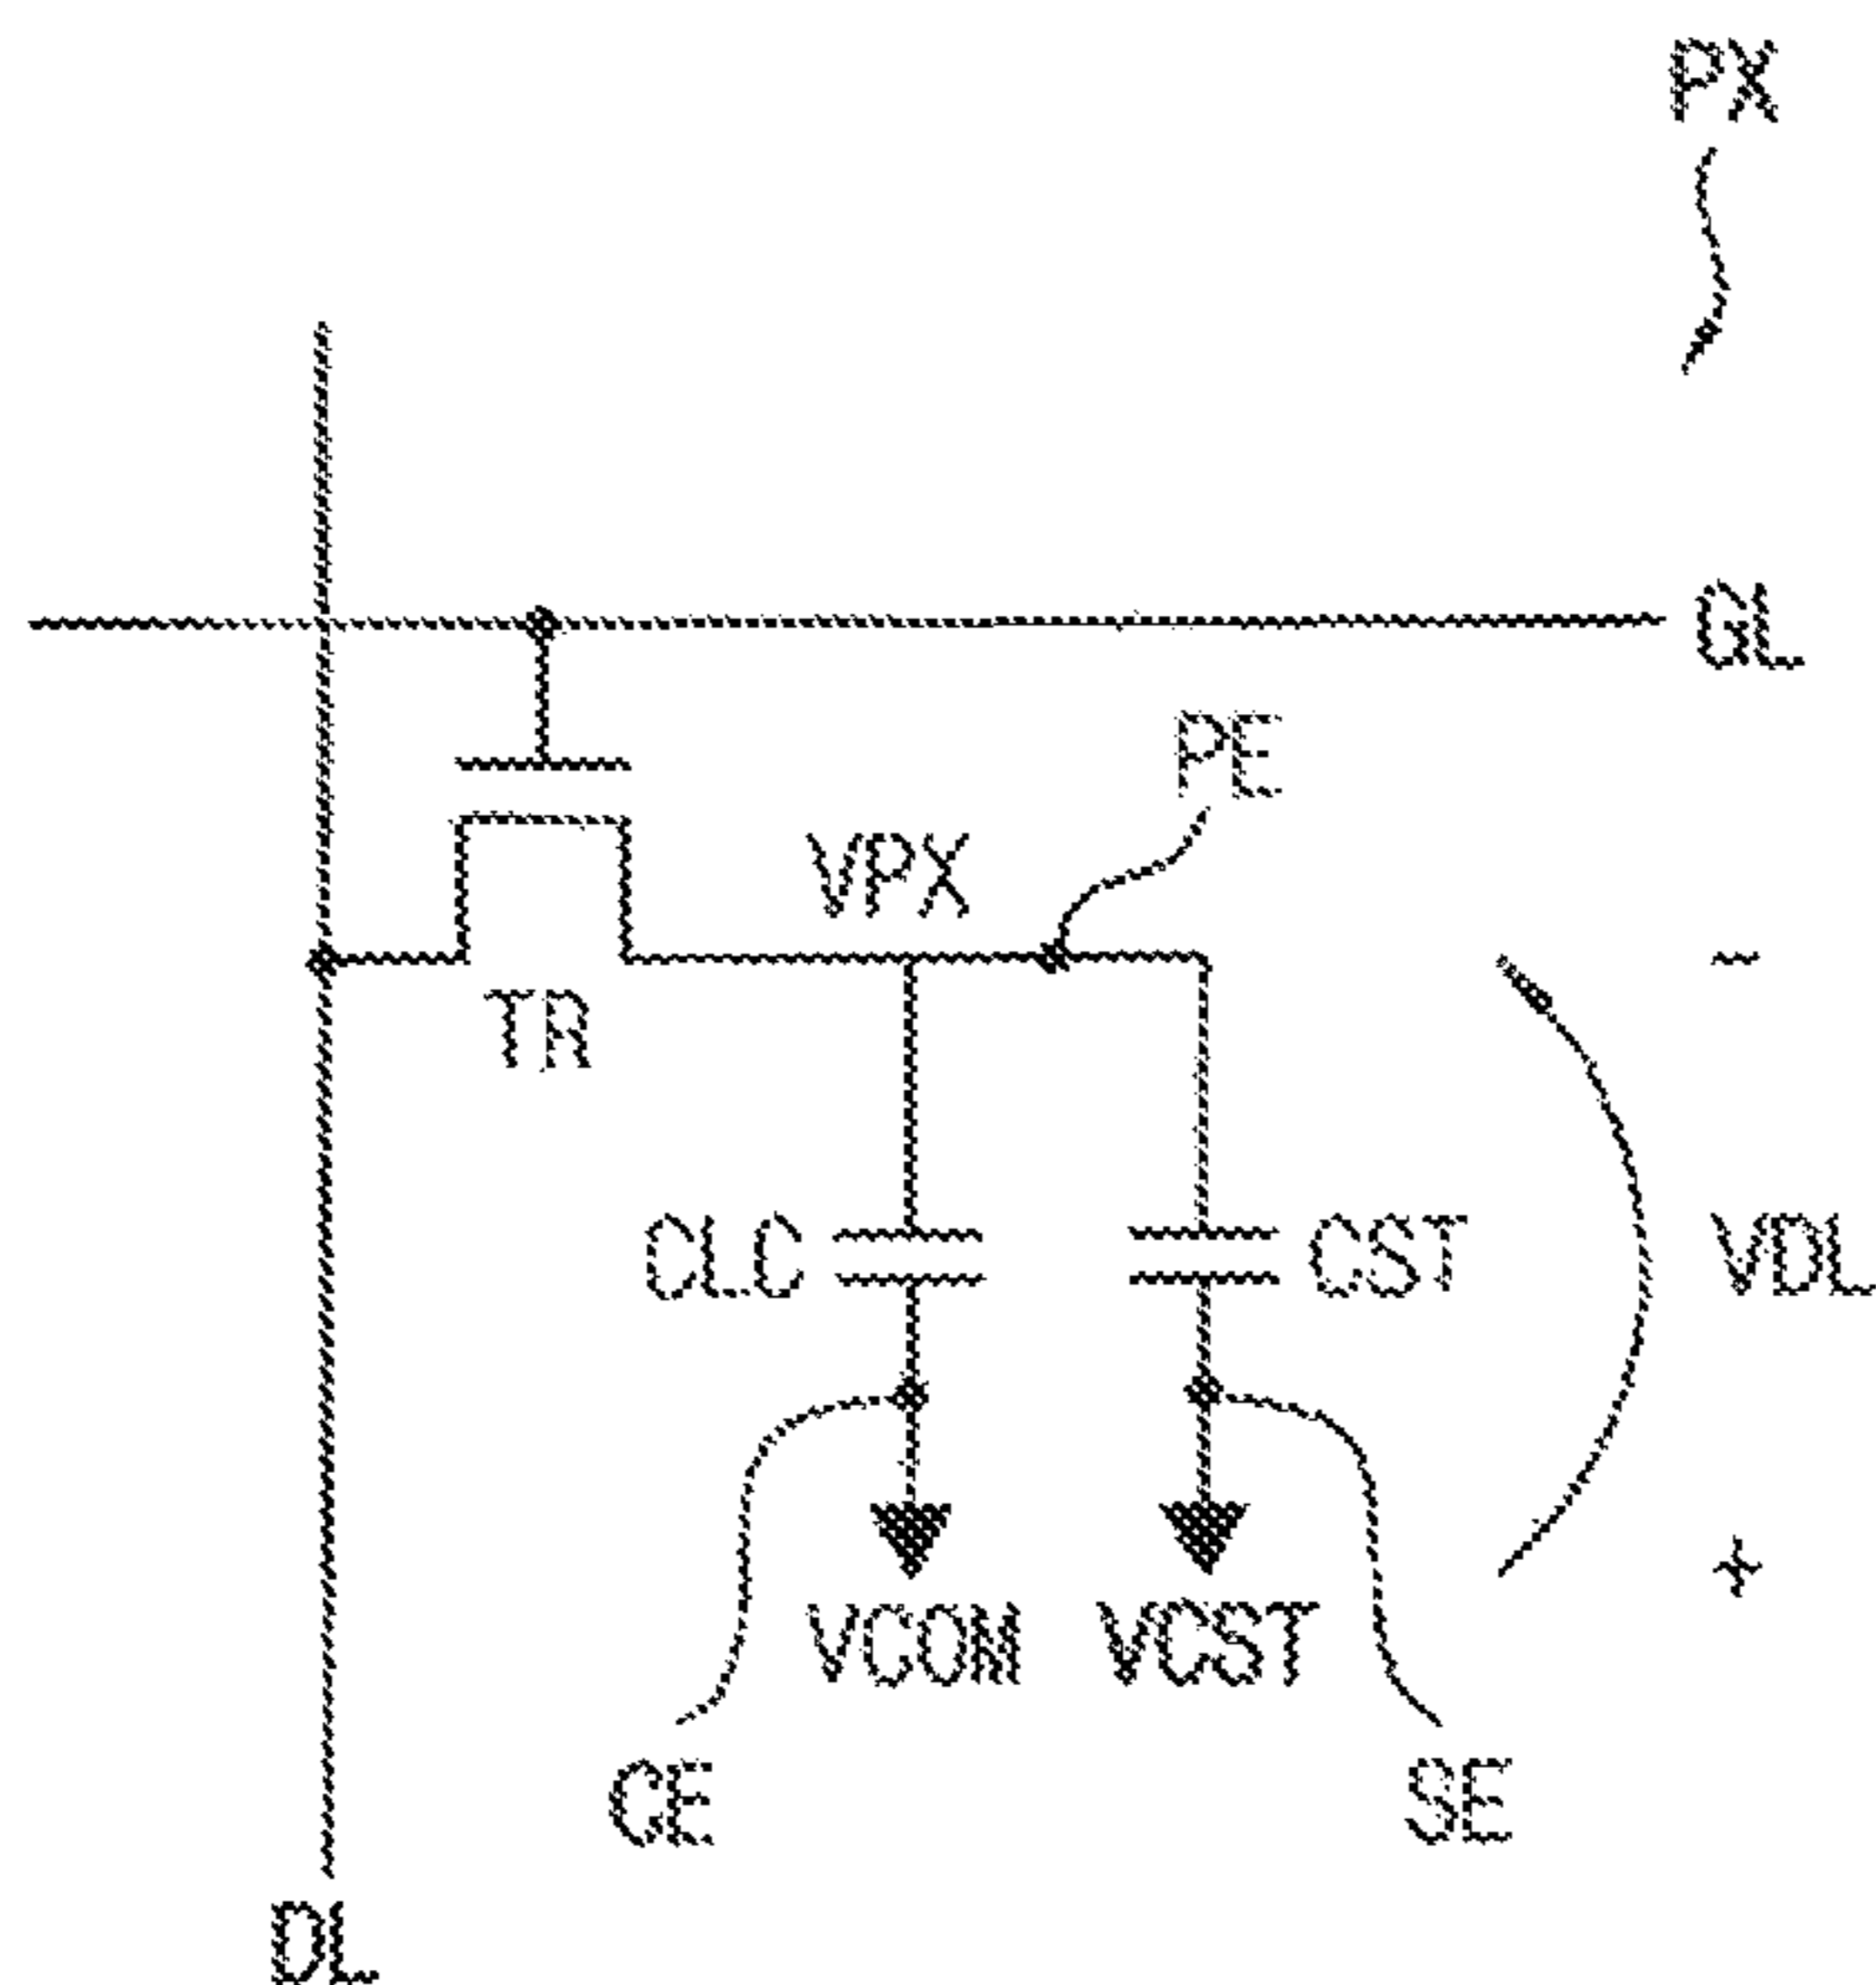 PX
GL
PE
VPX
-
TR
CLC
CST
VDL
+
VCOM
VCST
CE
SE
DL